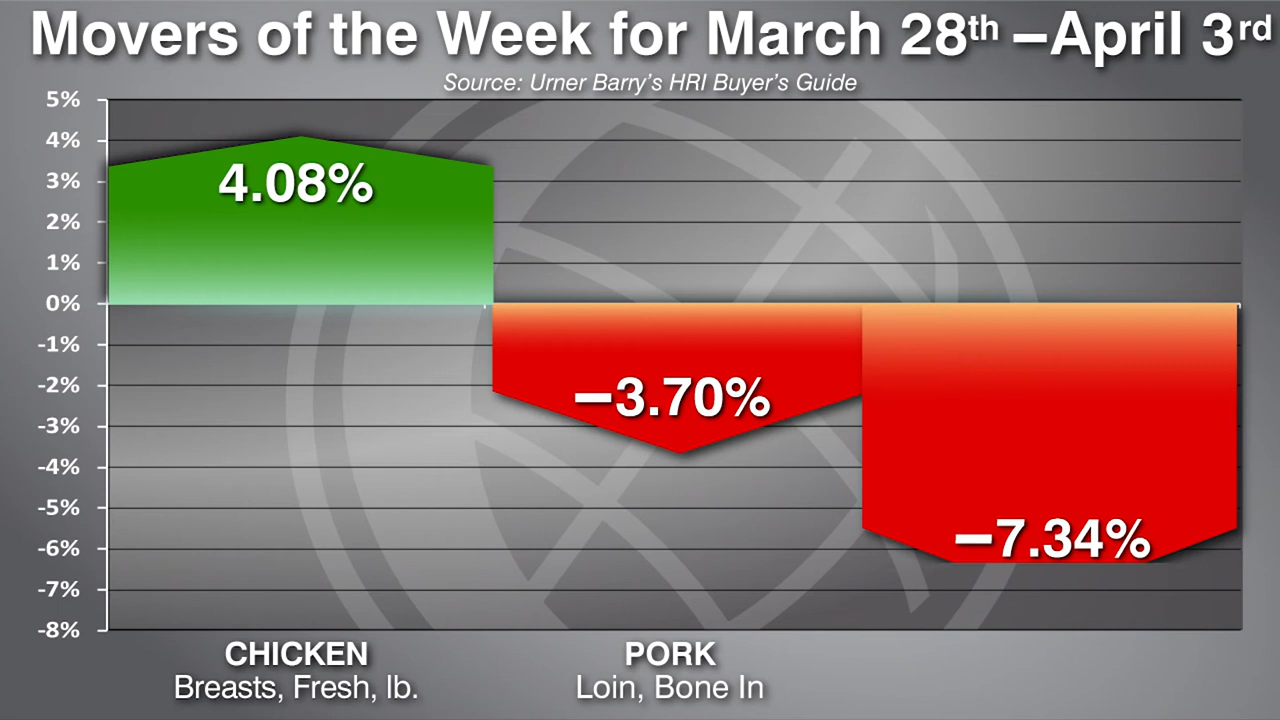 Movers of the Week for March 28th –April 3rd
Source: Urner Barry's HRI Buyer's Guide
5%
4%
3%
2%
1%
0%
-1%
-2%
-3%
-4%
-5%
-6%
-7%
-8%
4.08%
–3.70%
–7.34%
CHICKEN
Breasts, Fresh, lb.
PORK
Loin, Bone In